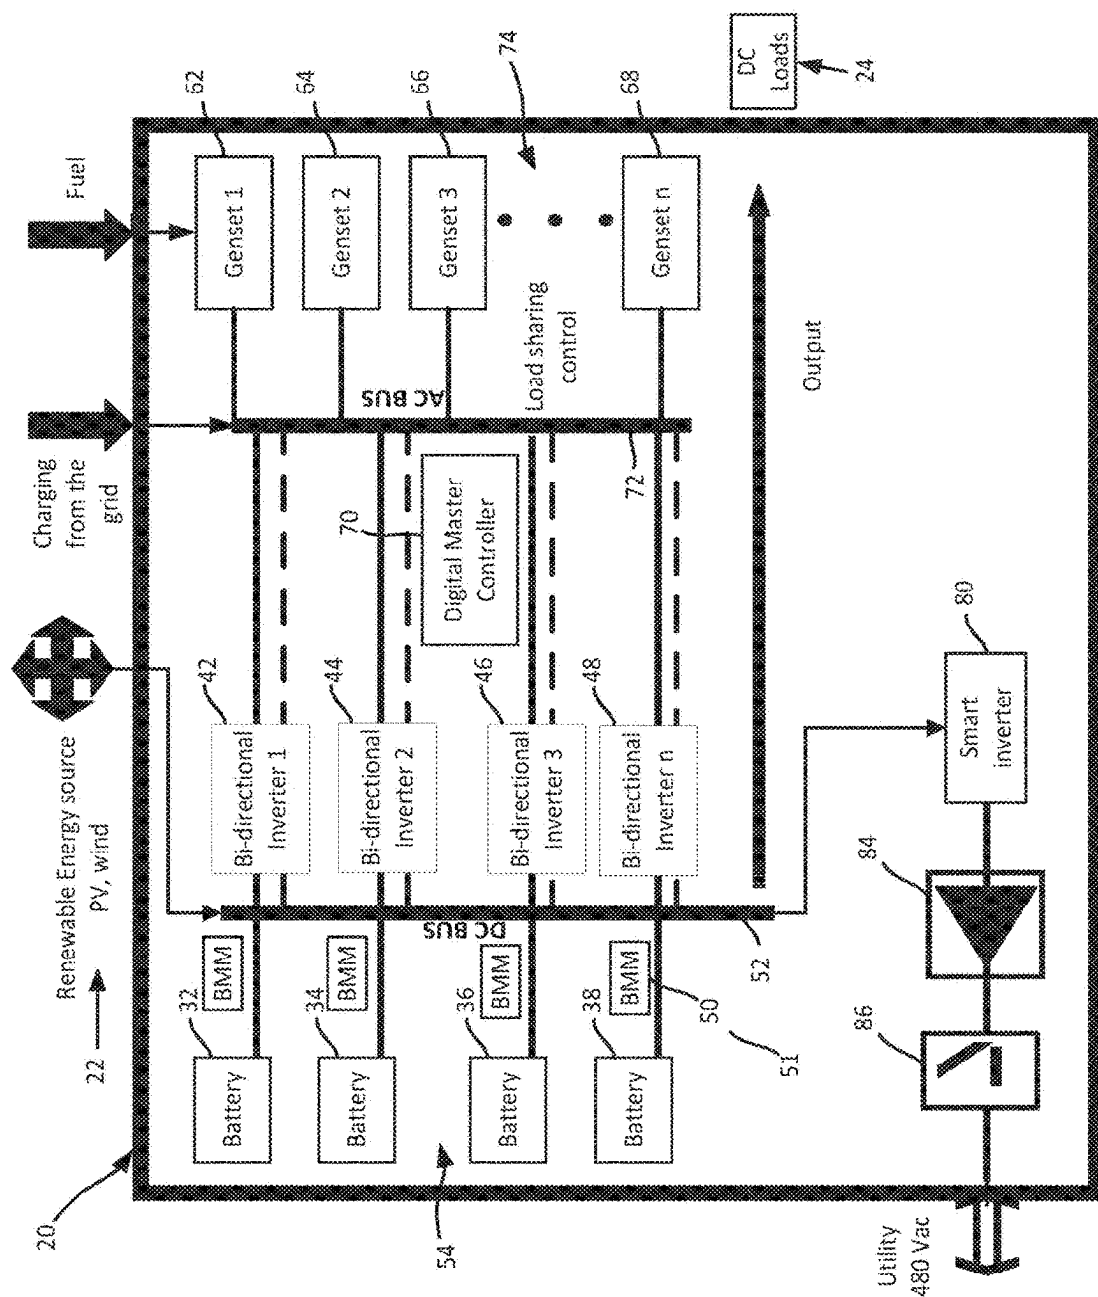 20
22
Renewable Energy source
PV, wind
Charging
from the
grid
Fuel
54
Battery
32
BMM
DC BUS
Bi-directional
Inverter 1
42
AC BUS
Genset 1
62
Battery
34
BMM
Bi-directional
Inverter 2
44
70
Digital Master
Controller
Genset 2
64
Genset 3
66
Battery
36
BMM
Bi-directional
Inverter 3
46
Load sharing
control
74
Battery
38
BMM
50
51
52
Bi-directional
Inverter n
48
72
Genset n
68
DC
Loads
24
Output
Utility
480 Vac
86
84
Smart
inverter
80